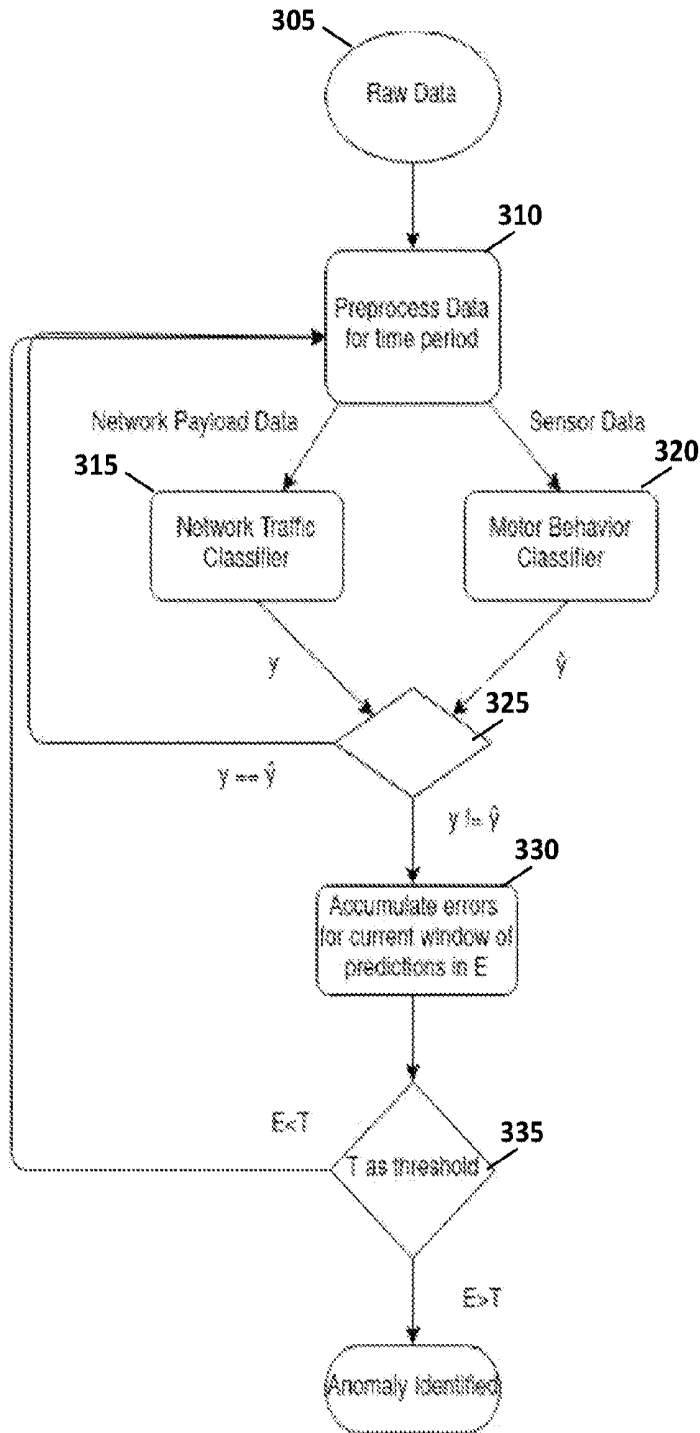 305
Raw Data
310
Preprocess Data
for time period
Network Payload Data
Sensor Data
315
320
Network Traffic
Classifier
Motor Behavior
Classifier
y
ŷ
325
y == ŷ
y != ŷ
330
Accumulate errors
for current window of
predictions in E
E<T
335
T as threshold
E>T
Anomaly Identified